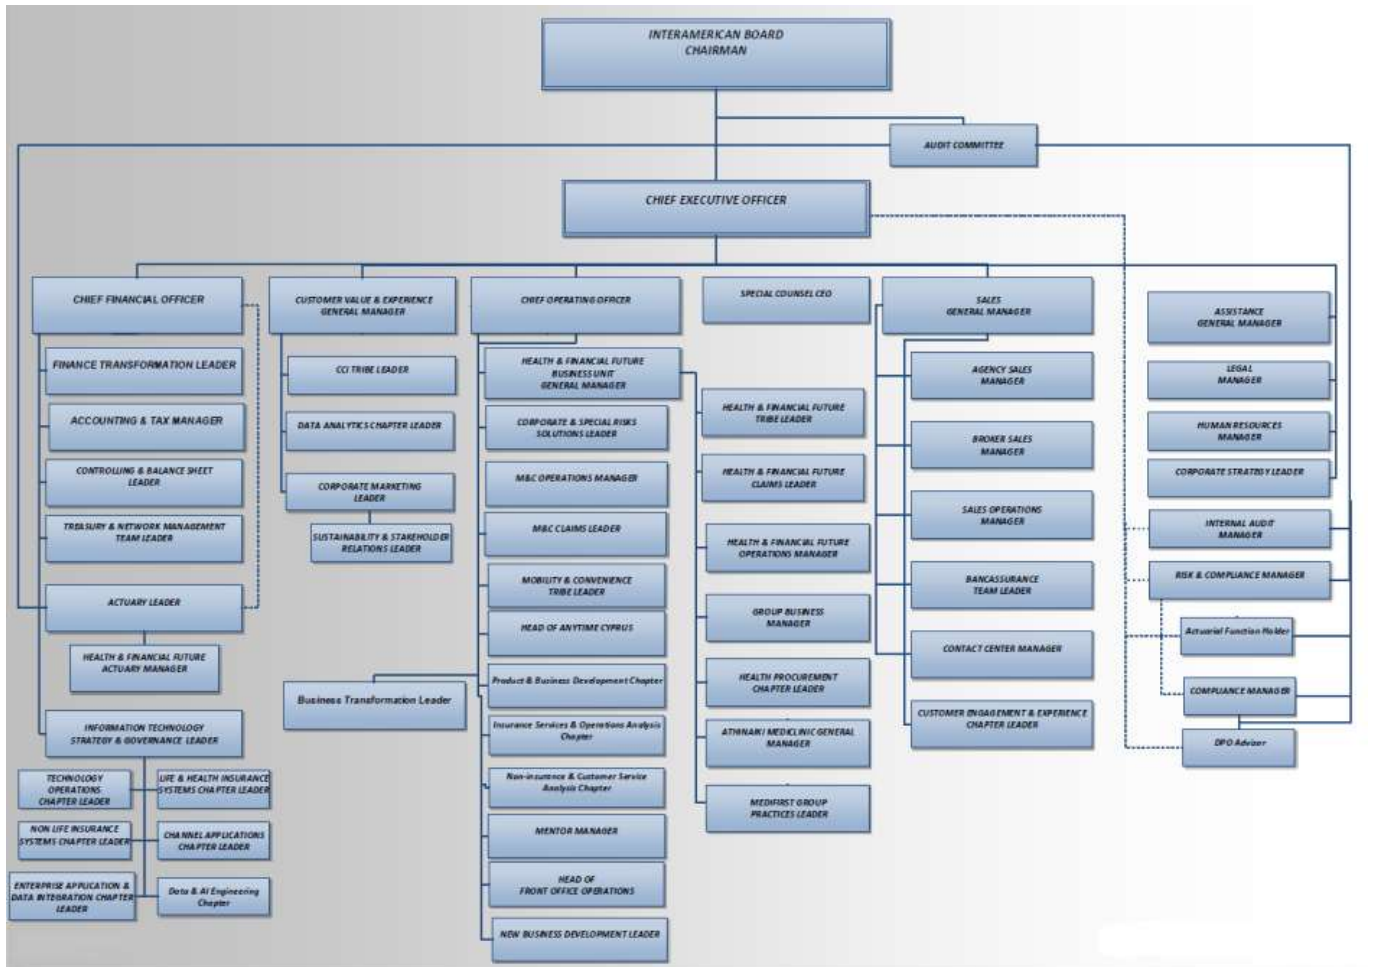 INTERAMERICAN BOARD
CHAIRMAN
AUDIT COMMITTEE
CHIEF EXECUTIVE OFFICER
CHIEF FINANCIAL OFFICER
FINANCE TRANSFORMATION LEADER
ACCOUNTING & TAX MANAGER
CONTROLLING & BALANCE SHEET
LEADER
TREASURY & NETWORK MANAGEMENT
TEAM LEADER
ACTUARY LEADER
HEALTH & FINANCIAL FUTURE
ACTUARY MANAGER
INFORMATION TECHNOLOGY
STRATEGY & GOVERNANCE LEADER
TECHNOLOGY
OPERATIONS
CHAPTER LEADER
LIFE & HEALTH INSURANCE
SYSTEMS CHAPTER LEADER
NON LIFE INSURANCE
SYSTEMS CHAPTER LEADER
CHANNEL APPLICATIONS
CHAPTER LEADER
ENTERPRISE APPLICATION &
DATA INTEGRATION CHAPTER
LEADER
Data & AI Engineering
Chapter
CUSTOMER VALUE & EXPERIENCE
GENERAL MANAGER
CCI TRIBE LEADER
DATA ANALYTICS CHAPTER LEADER
CORPORATE MARKETING
LEADER
SUSTAINABILITY & STAKEHOLDER
RELATIONS LEADER
Business Transformation Leader
CHIEF OPERATING OFFICER
HEALTH & FINANCIAL FUTURE
BUSINESS UNIT
GENERAL MANAGER
CORPORATE & SPECIAL RISKS
SOLUTIONS LEADER
M&C OPERATIONS MANAGER
M&C CLAIMS LEADER
MOBILITY & CONVENIENCE
TRIBE LEADER
HEAD OF ANYTIME CYPRUS
Product & Business Development Chapter
Insurance Services & Operations Analysis
Chapter
Non-insurance & Customer Service
Analysis Chapter
MENTOR MANAGER
HEAD OF
FRONT OFFICE OPERATIONS
NEW BUSINESS DEVELOPMENT LEADER
SPECIAL COUNSEL CEO
HEALTH & FINANCIAL FUTURE
TRIBE LEADER
HEALTH & FINANCIAL FUTURE
CLAIMS LEADER
HEALTH & FINANCIAL FUTURE
OPERATIONS MANAGER
GROUP BUSINESS
MANAGER
HEALTH PROCUREMENT
CHAPTER LEADER
ATHINAIKI MEDICLINIC GENERAL
MANAGER
MEDIFIRST GROUP
PRACTICES LEADER
SALES
GENERAL MANAGER
AGENCY SALES
MANAGER
BROKER SALES
MANAGER
SALES OPERATIONS
MANAGER
BANCASSURANCE
TEAM LEADER
CONTACT CENTER MANAGER
CUSTOMER ENGAGEMENT & EXPERIENCE
CHAPTER LEADER
ASSISTANCE
GENERAL MANAGER
LEGAL
MANAGER
HUMAN RESOURCES
MANAGER
CORPORATE STRATEGY LEADER
INTERNAL AUDIT
MANAGER
RISK & COMPLIANCE MANAGER
Actuarial Function Holder
COMPLIANCE MANAGER
DPO Advisor